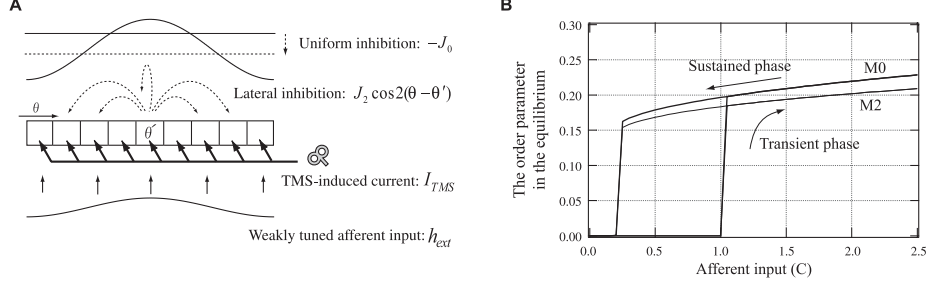 A
Uniform inhibition: −J₀
Lateral inhibition: J₂ cos2(θ−θ′)
θ
θ′
TMS-induced current: I_TMS
Weakly tuned afferent input: h_ext
B
The order parameter
in the equilibrium
0.30
0.25
0.20
0.15
0.10
0.05
0.00
Sustained phase
M0
M2
Transient phase
0.0 0.5 1.0 1.5 2.0 2.5
Afferent input (C)